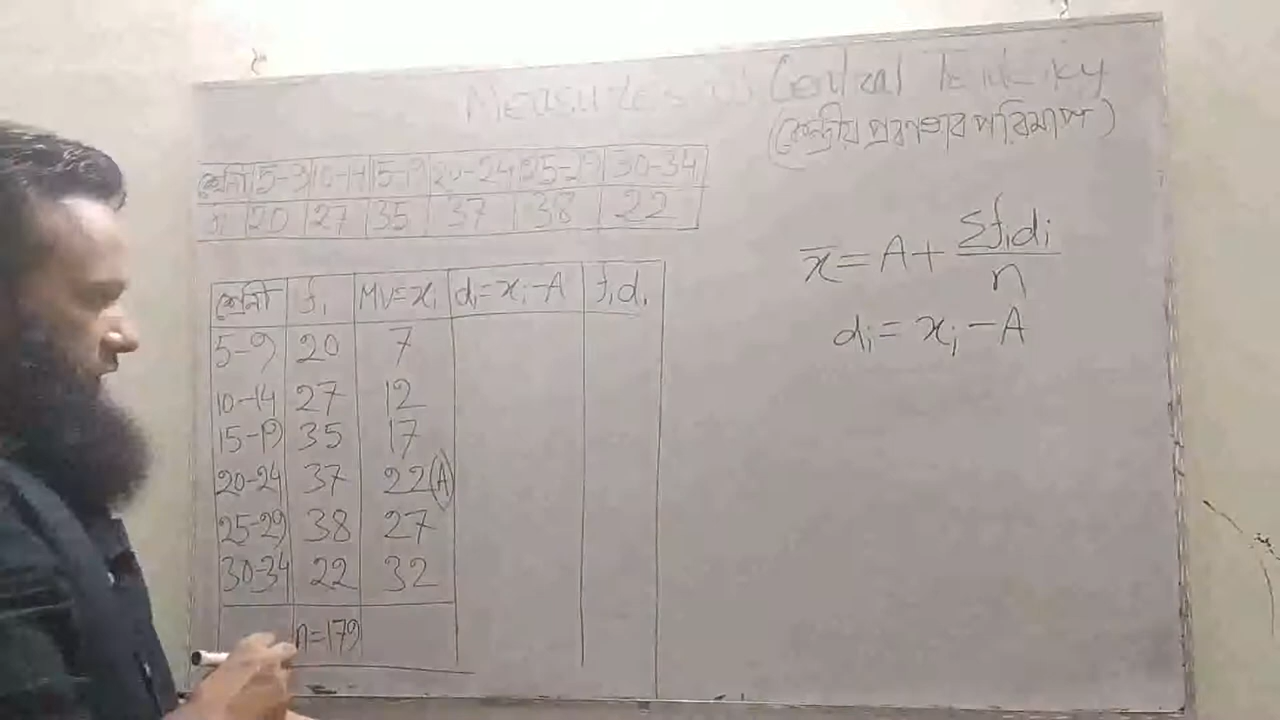 Measures of Central Tendency
(কেন্দ্রীয় প্রবণতার পরিমাপ)
শ্রেনী 5-9 10-14 15-19 20-24 25-29 30-34
fi 20 27 35 37 38 22
x̄ = A + Σfidi / n
di = xi - A
শ্রেনী fi MV=xi di=xi-A fidi
5-9 20 7
10-14 27 12
15-19 35 17
20-24 37 22(A)
25-29 38 27
30-34 22 32
n=179